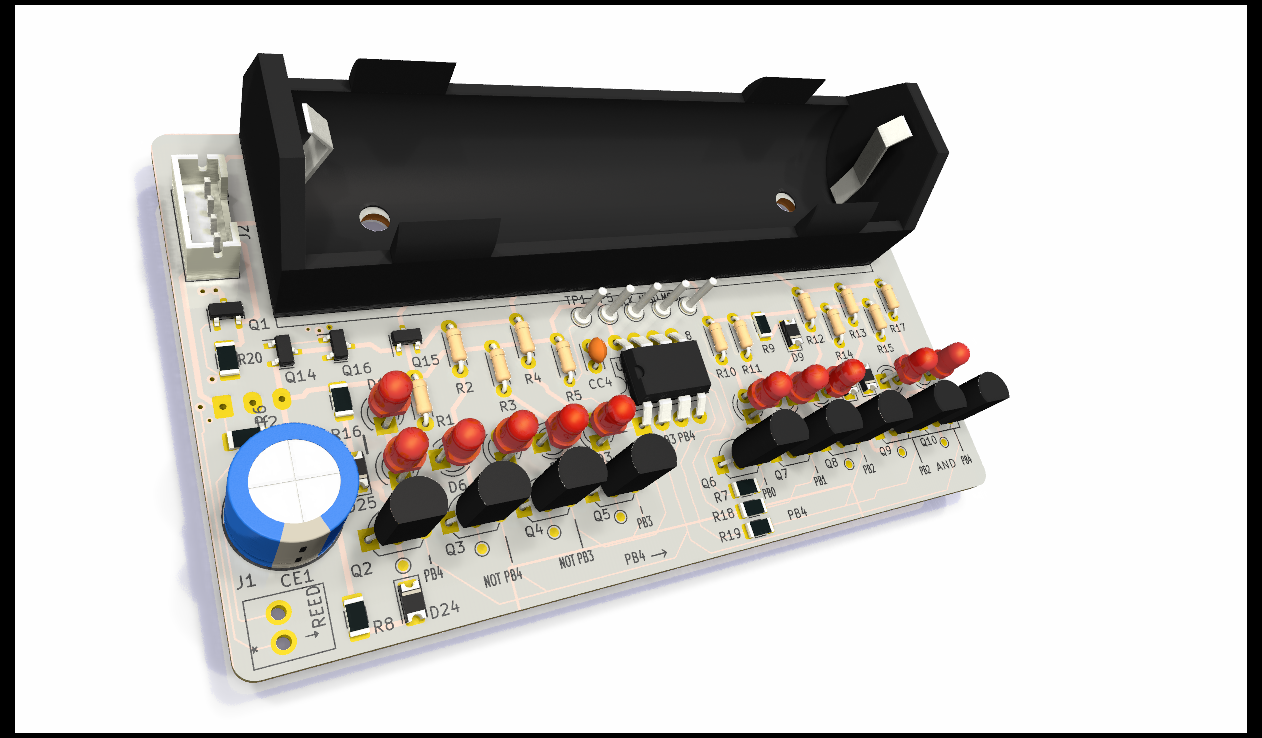 J2
TP1
Q1
R20
Q14
Q16
Q15
R2
R3
R4
R5
CC4
8
R10
R11
R9
D9
R12
R13
R14
R15
R17
R16
R1
D6
PB4
Q2
Q3
Q4
Q5
PB4
NOT PB4
NOT PB3
PB3
PB4 →
Q6
Q7
Q8
Q9
Q10
PB0
PB1
PB2
PB2 AND PB4
R7
R18
R19
PB4
J1
CE1
→REED
*
R8
D24